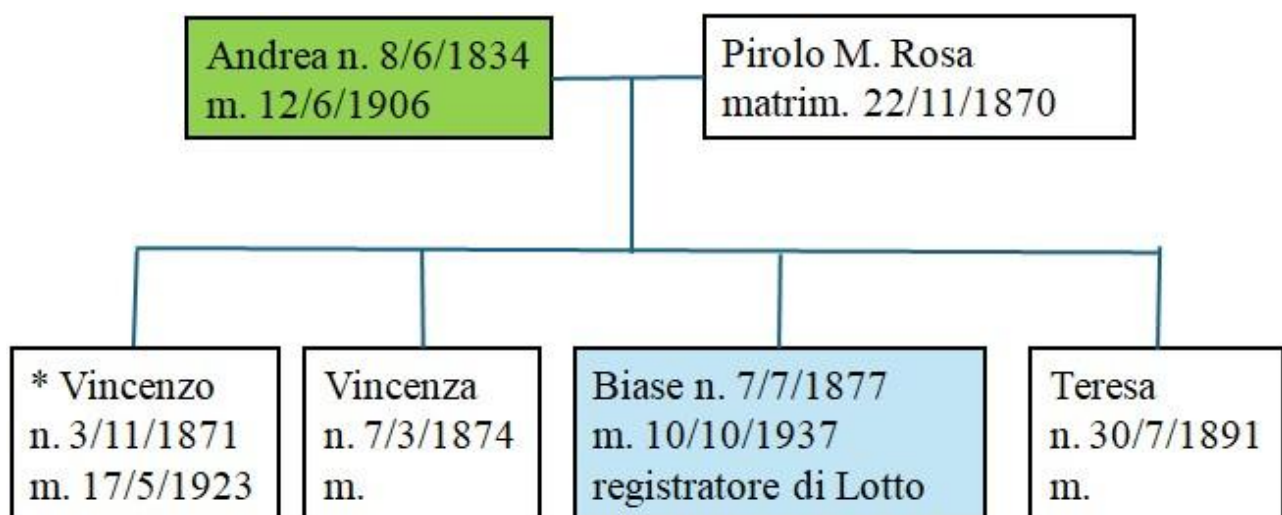 Andrea n. 8/6/1834
m. 12/6/1906
Pirolo M. Rosa
matrim. 22/11/1870
* Vincenzo
n. 3/11/1871
m. 17/5/1923
Vincenza
n. 7/3/1874
m.
Biase n. 7/7/1877
m. 10/10/1937
registratore di Lotto
Teresa
n. 30/7/1891
m.